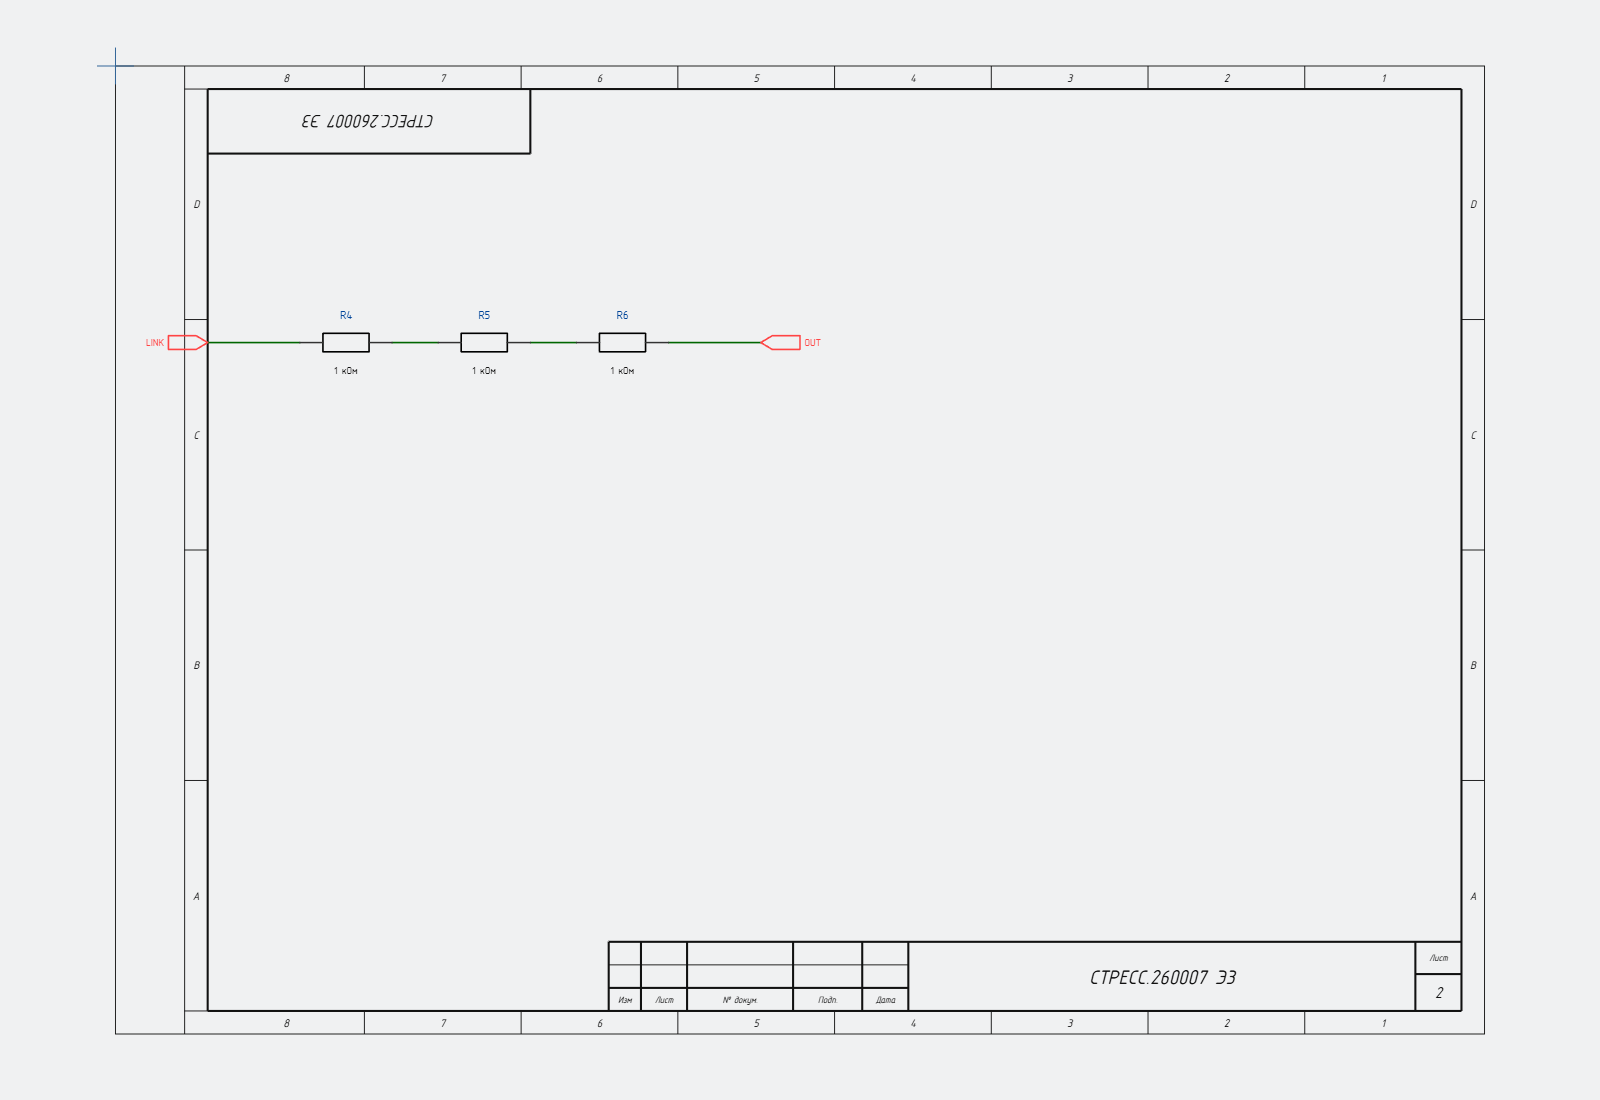 8 7 6 5 4 3 2 1
СТРЕСС.260007 Э3
D D
R4 R5 R6
LINK OUT
1 кОм 1 кОм 1 кОм
C C
B B
A A
Лист
СТРЕСС.260007 Э3
2
Изм Лист № докум. Подп. Дата
8 7 6 5 4 3 2 1